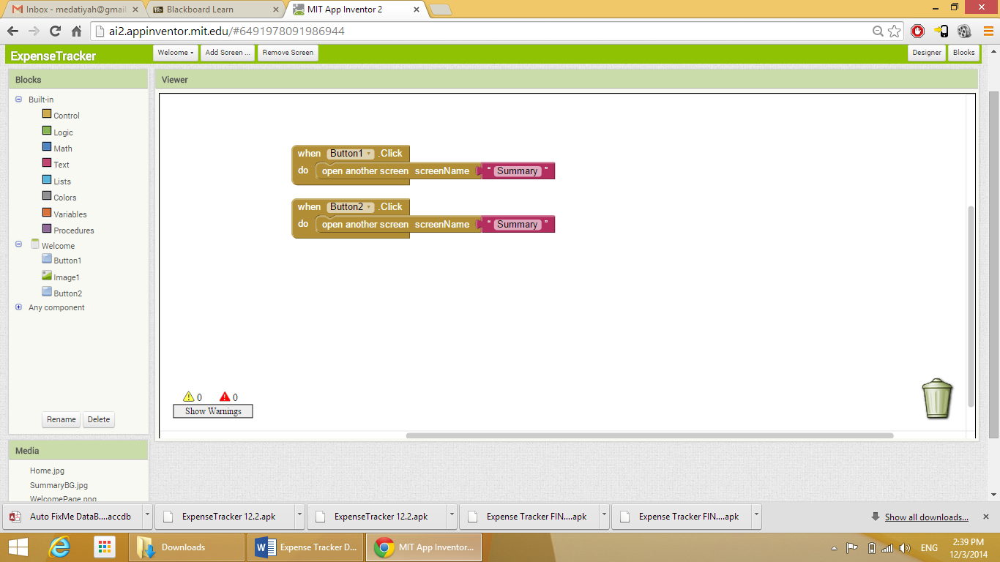 Inbox - medatiyah@gmail
Blackboard Learn
MIT App Inventor 2
ai2.appinventor.mit.edu/#6491978091986944
ExpenseTracker
Welcome
Add Screen ...
Remove Screen
Designer
Blocks
Blocks
Viewer
Built-in
Control
Logic
Math
Text
Lists
Colors
Variables
Procedures
Welcome
Button1
Image1
Button2
Any component
when Button1 .Click
do open another screen screenName " Summary "
when Button2 .Click
do open another screen screenName " Summary "
0 0
Show Warnings
Rename Delete
Media
Home.jpg
SummaryBG.jpg
WelcomePage.png
Auto FixMe DataB....accdb
ExpenseTracker 12.2.apk
ExpenseTracker 12.2.apk
Expense Tracker FIN....apk
Expense Tracker FIN....apk
Show all downloads...
Downloads
Expense Tracker D...
MIT App Inventor...
ENG
2:39 PM
12/3/2014